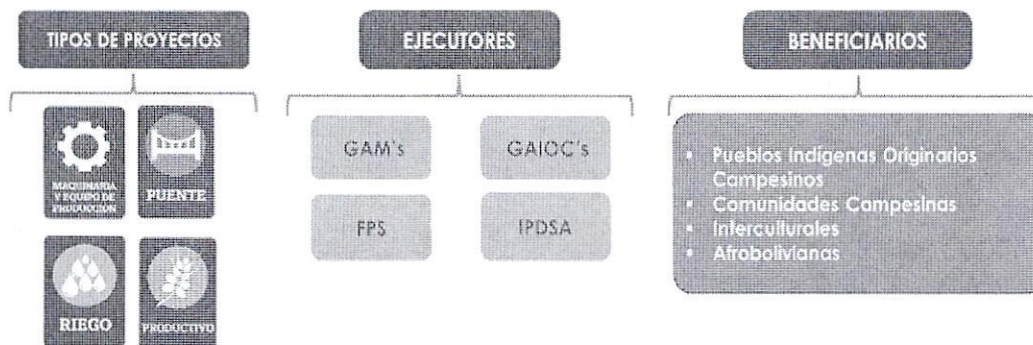 TIPOS DE PROYECTOS
MAQUINARIA
Y EQUIPO DE
PRODUCCIÓN
PUENTE
RIEGO
PRODUCTIVO
EJECUTORES
GAM's
GAIOC's
FPS
IPDSA
BENEFICIARIOS
▪ Pueblos Indígenas Originarios
Campesinos
▪ Comunidades Campesinas
▪ Interculturales
▪ Afrobolivianas